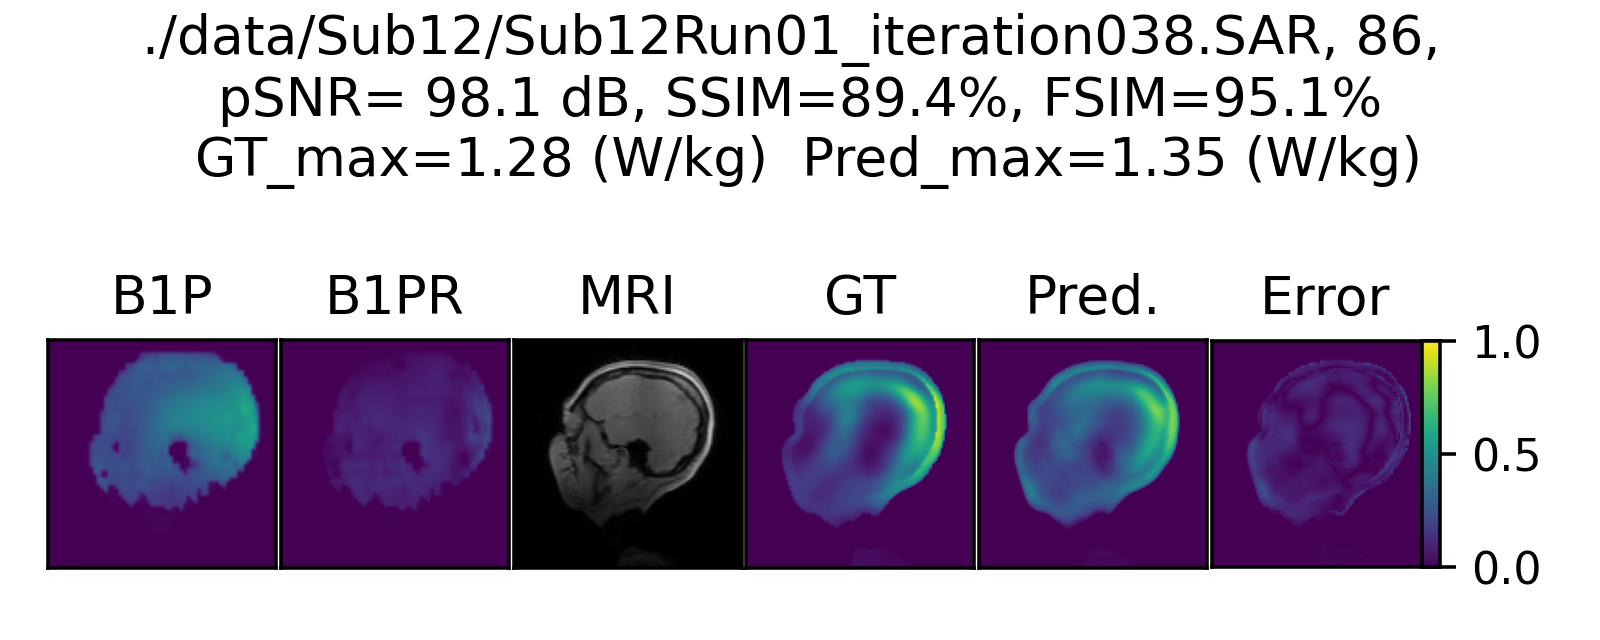 ./data/Sub12/Sub12Run01_iteration038.SAR, 86,
pSNR= 98.1 dB, SSIM=89.4%, FSIM=95.1%
GT_max=1.28 (W/kg)  Pred_max=1.35 (W/kg)
B1P B1PR MRI GT Pred. Error
1.0
0.5
0.0